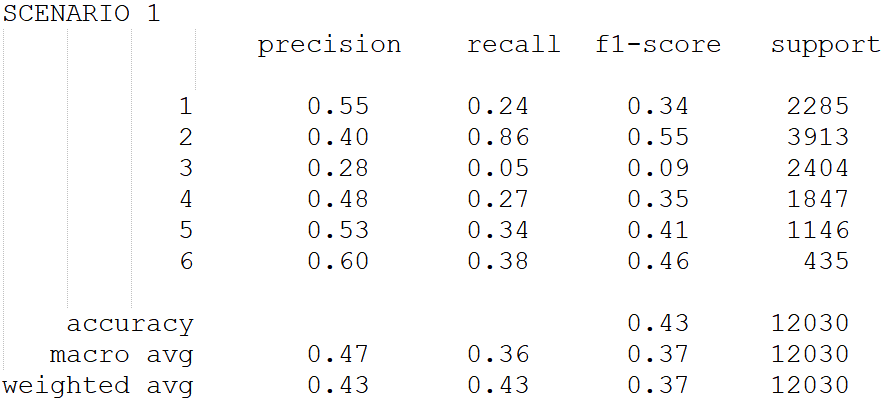 SCENARIO 1
precision recall f1-score support
1 0.55 0.24 0.34 2285
2 0.40 0.86 0.55 3913
3 0.28 0.05 0.09 2404
4 0.48 0.27 0.35 1847
5 0.53 0.34 0.41 1146
6 0.60 0.38 0.46 435
accuracy 0.43 12030
macro avg 0.47 0.36 0.37 12030
weighted avg 0.43 0.43 0.37 12030